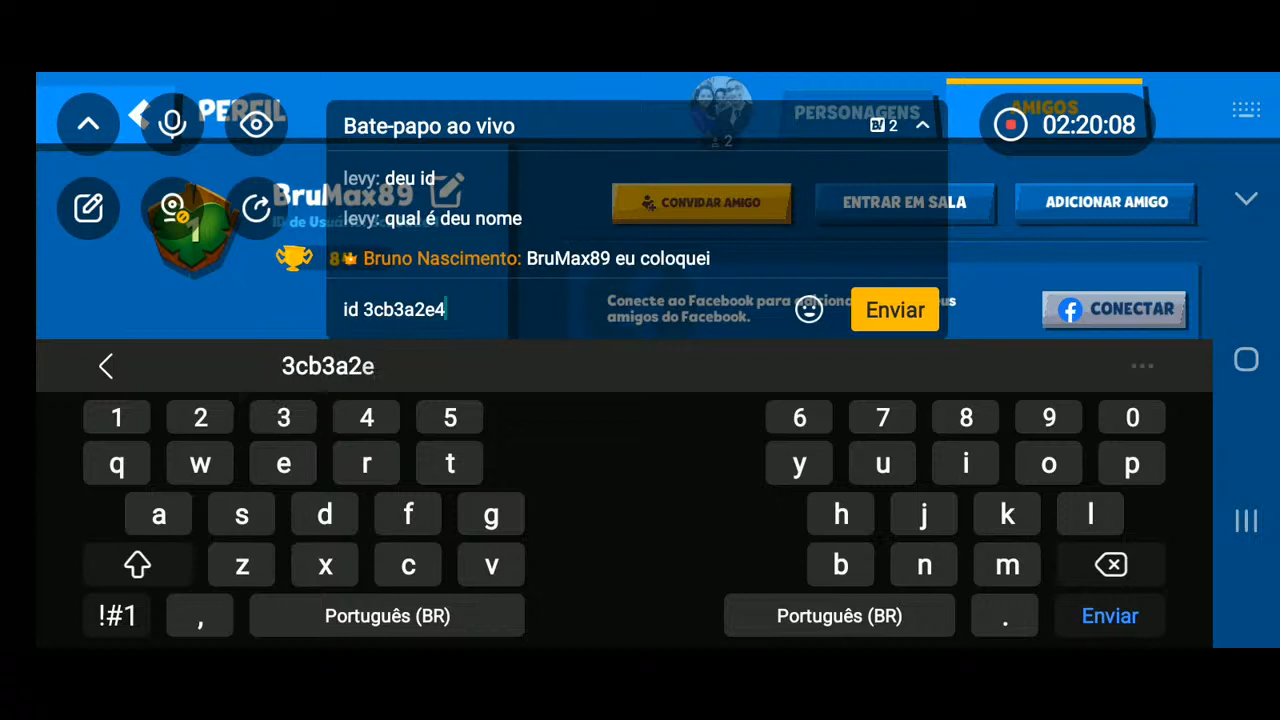 PERFIL
PERSONAGENS
AMIGOS
Bate-papo ao vivo
2
02:20:08
2
BruMax89
levy: deu id
levy: qual é deu nome
Bruno Nascimento: BruMax89 eu coloquei
1
CONVIDAR AMIGO
ENTRAR EM SALA
ADICIONAR AMIGO
id 3cb3a2e4
Enviar
Conecte ao Facebook para
amigos do Facebook.
CONECTAR
3cb3a2e
1 2 3 4 5 6 7 8 9 0
q w e r t y u i o p
a s d f g h j k l
z x c v b n m
!#1 , Português (BR) Português (BR) . Enviar